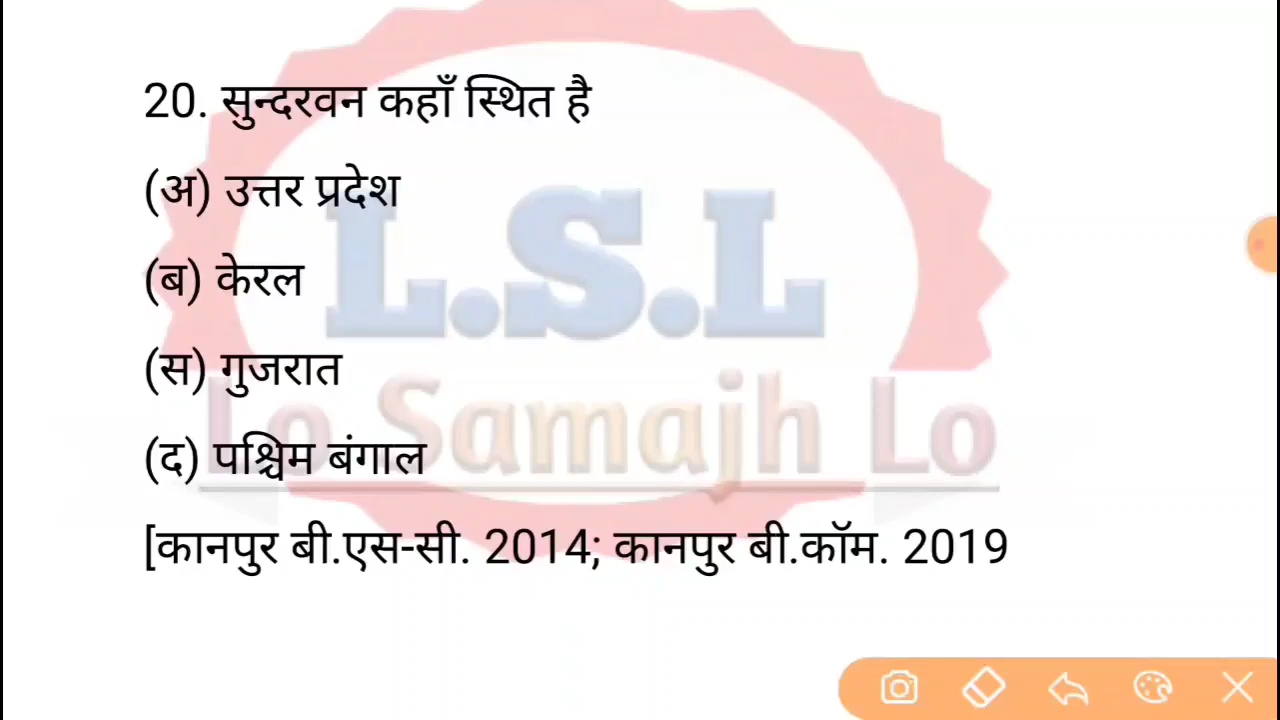 20. सुन्दरवन कहाँ स्थित है
(अ) उत्तर प्रदेश
(ब) केरल
L.S.L
(स) गुजरात
Lo Samajh Lo
(द) पश्चिम बंगाल
[कानपुर बी.एस-सी. 2014; कानपुर बी.कॉम. 2019